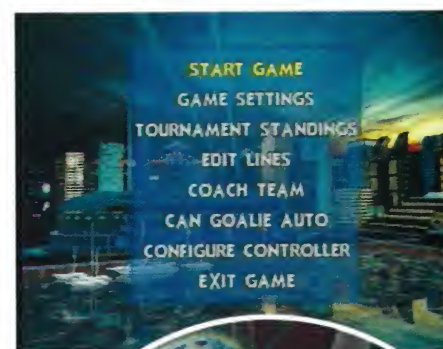 START GAME
GAME SETTINGS
TOURNAMENT STANDINGS
EDIT LINES
COACH TEAM
CAN GOALIE AUTO
CONFIGURE CONTROLLER
EXIT GAME